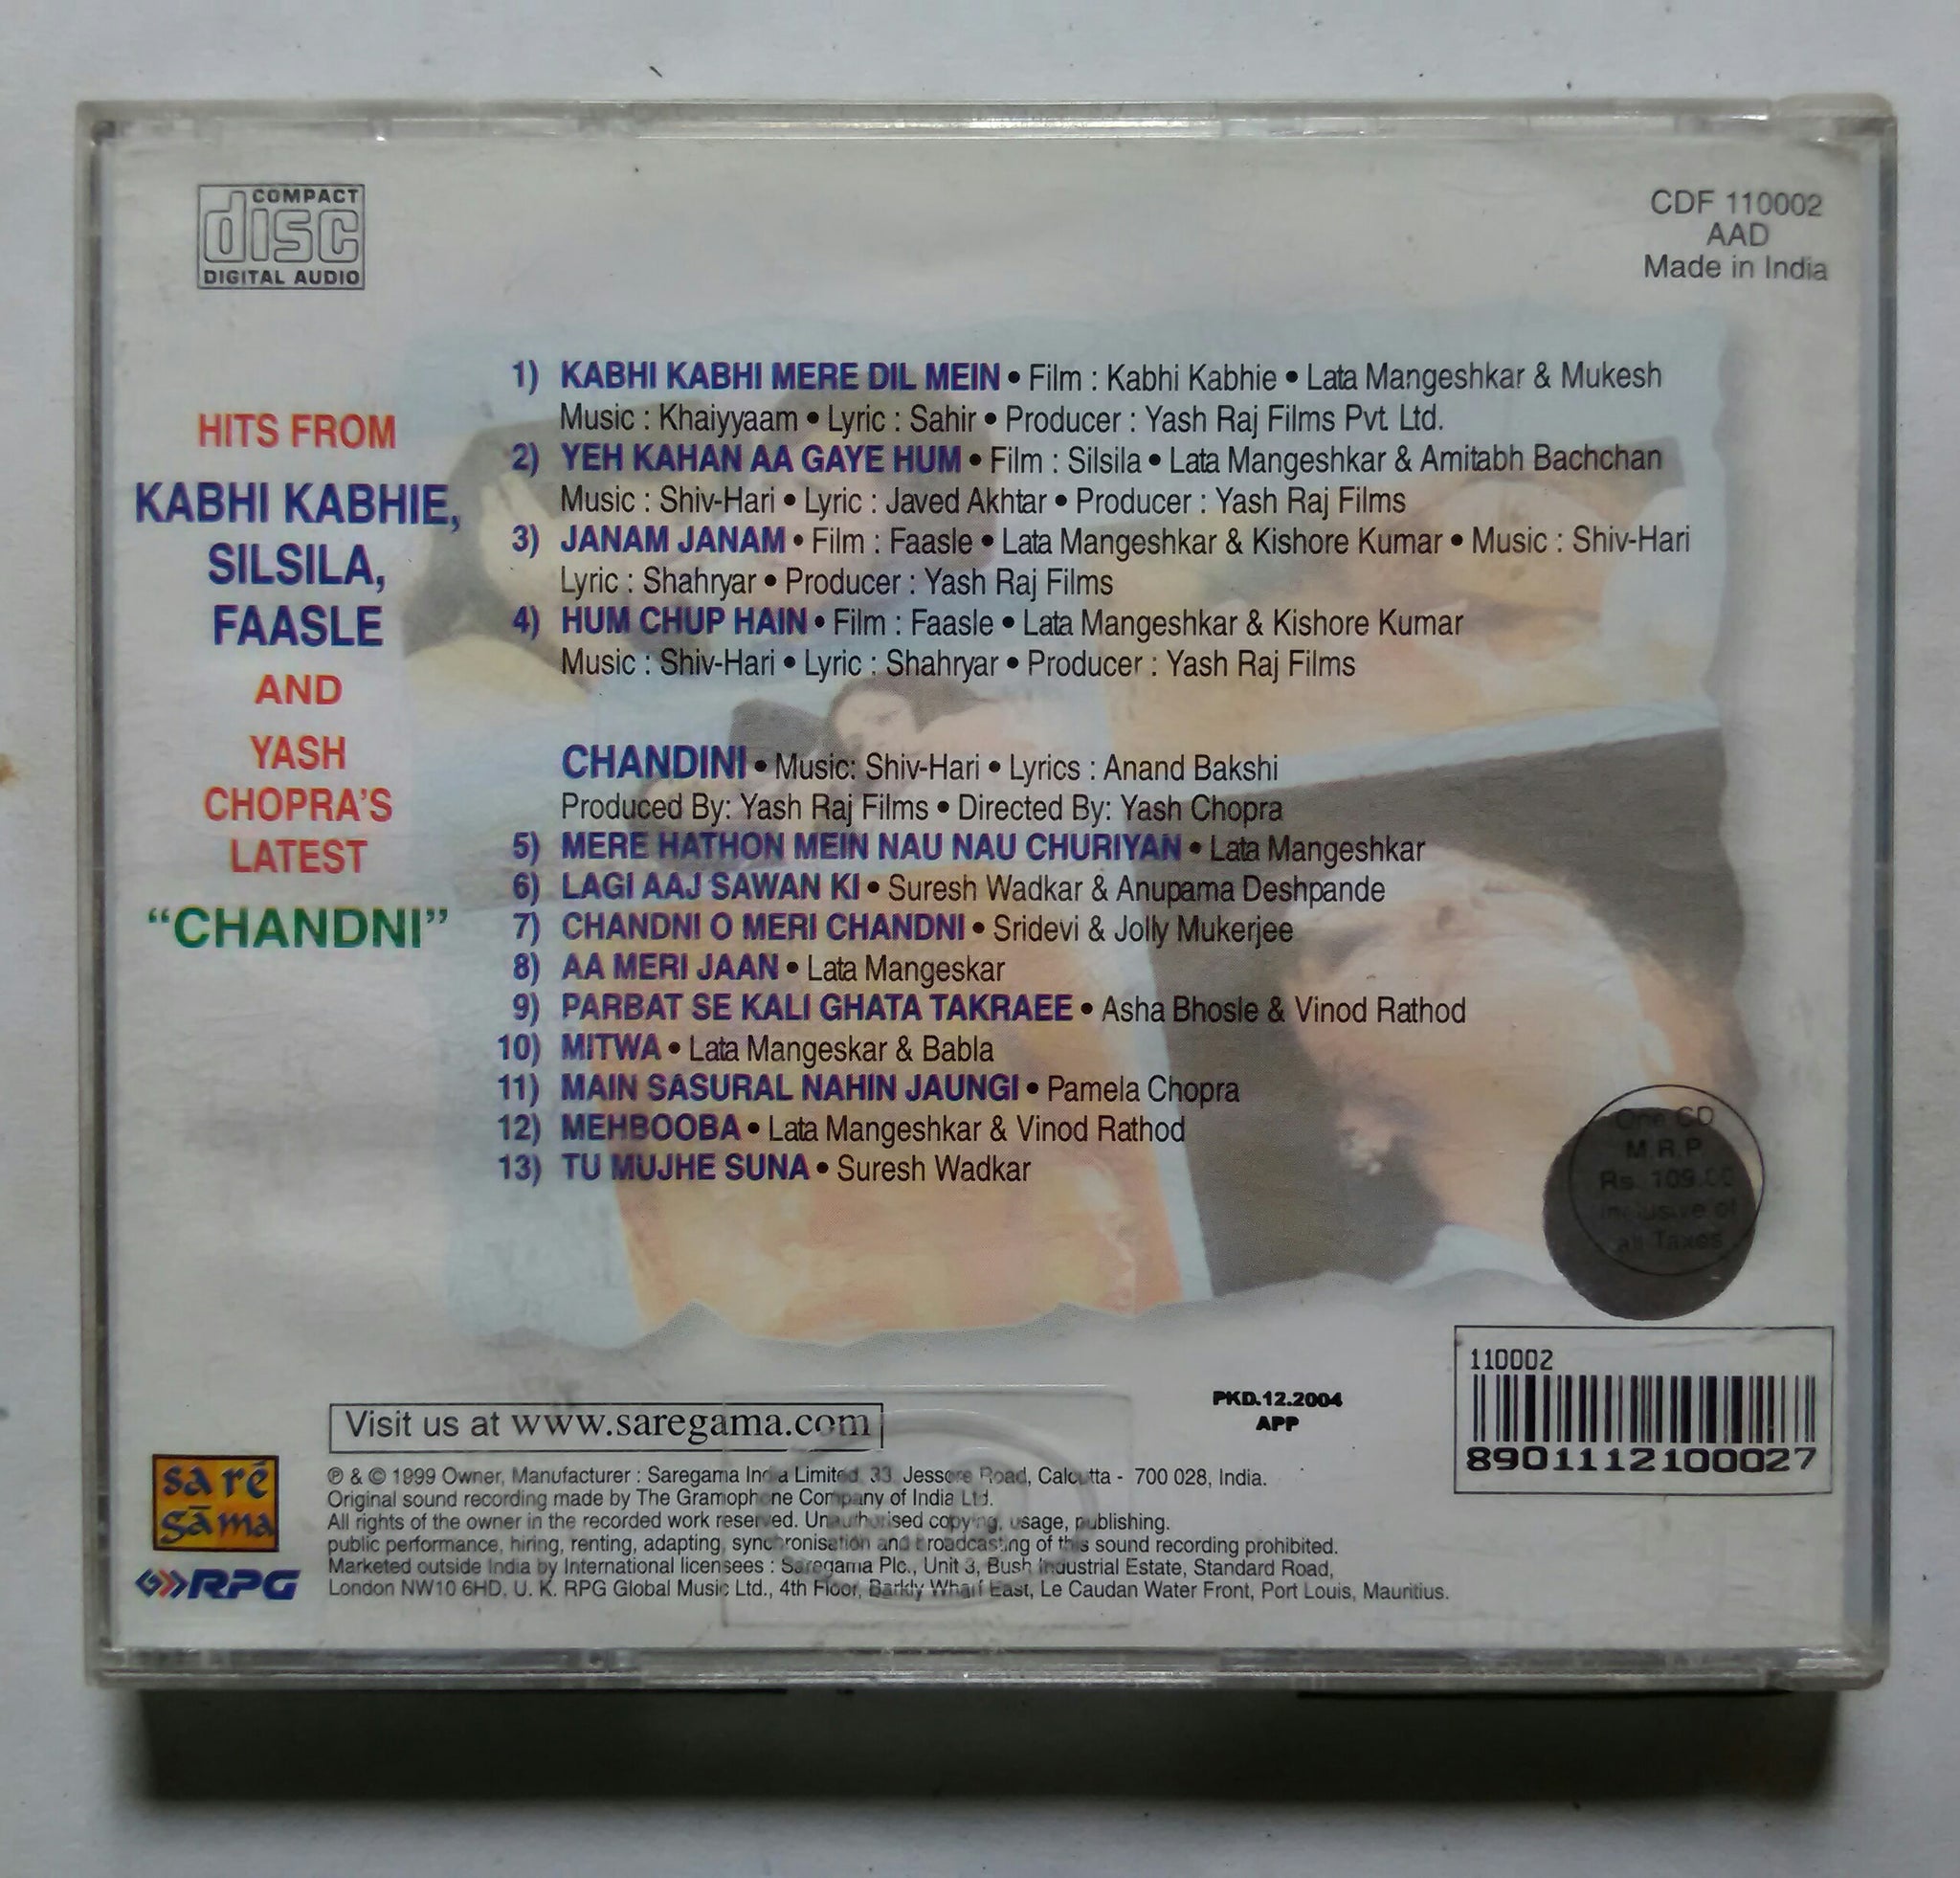 COMPACT
disc
DIGITAL AUDIO
CDF 110002
AAD
Made in India
HITS FROM
KABHI KABHIE,
SILSILA,
FAASLE
AND
YASH
CHOPRA'S
LATEST
“CHANDNI”
1) KABHI KABHI MERE DIL MEIN • Film : Kabhi Kabhie • Lata Mangeshkar & Mukesh
Music : Khaiyyaam • Lyric : Sahir • Producer : Yash Raj Films Pvt. Ltd.
2) YEH KAHAN AA GAYE HUM • Film : Silsila • Lata Mangeshkar & Amitabh Bachchan
Music : Shiv-Hari • Lyric : Javed Akhtar • Producer : Yash Raj Films
3) JANAM JANAM • Film : Faasle • Lata Mangeshkar & Kishore Kumar • Music : Shiv-Hari
Lyric : Shahryar • Producer : Yash Raj Films
4) HUM CHUP HAIN • Film : Faasle • Lata Mangeshkar & Kishore Kumar
Music : Shiv-Hari • Lyric : Shahryar • Producer : Yash Raj Films
CHANDINI • Music: Shiv-Hari • Lyrics : Anand Bakshi
Produced By: Yash Raj Films • Directed By: Yash Chopra
5) MERE HATHON MEIN NAU NAU CHURIYAN • Lata Mangeshkar
6) LAGI AAJ SAWAN KI • Suresh Wadkar & Anupama Deshpande
7) CHANDNI O MERI CHANDNI • Sridevi & Jolly Mukerjee
8) AA MERI JAAN • Lata Mangeskar
9) PARBAT SE KALI GHATA TAKRAEE • Asha Bhosle & Vinod Rathod
10) MITWA • Lata Mangeskar & Babla
11) MAIN SASURAL NAHIN JAUNGI • Pamela Chopra
12) MEHBOOBA • Lata Mangeshkar & Vinod Rathod
13) TU MUJHE SUNA • Suresh Wadkar
One CD
M.R.P.
Rs. 109.00
Inclusive of
all Taxes
110002
8901112100027
PKD.12.2004
APP
Visit us at www.saregama.com
sa rē
gā ma
RPG
℗ & © 1999 Owner, Manufacturer : Saregama India Limited, 33, Jessore Road, Calcutta - 700 028, India.
Original sound recording made by The Gramophone Company of India Ltd.
All rights of the owner in the recorded work reserved. Unauthorised copying, usage, publishing.
public performance, hiring, renting, adapting, synchronisation and broadcasting of this sound recording prohibited.
Marketed outside India by International licensees : Saregama Plc., Unit 3, Bush Industrial Estate, Standard Road,
London NW10 6HD, U. K. RPG Global Music Ltd., 4th Floor, Barkly Wharf East, Le Caudan Water Front, Port Louis, Mauritius.